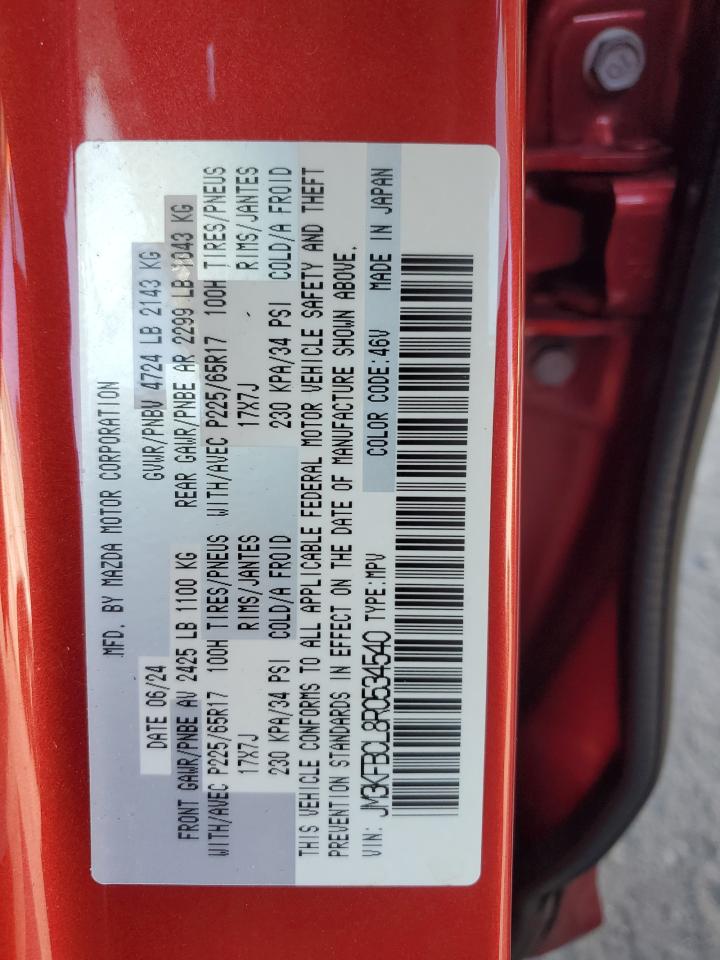 MFD. BY MAZDA MOTOR CORPORATION
DATE 06/24 GVWR/PNBV 4724 LB 2143 KG
FRONT GAWR/PNBE AV 2425 LB 1100 KG REAR GAWR/PNBE AR 2299 LB 1043 KG
WITH/AVEC P225/65R17 100H TIRES/PNEUS WITH/AVEC P225/65R17 100H TIRES/PNEUS
17X7J RIMS/JANTES 17X7J RIMS/JANTES
230 KPA/34 PSI COLD/A FROID 230 KPA/34 PSI COLD/A FROID
THIS VEHICLE CONFORMS TO ALL APPLICABLE FEDERAL MOTOR VEHICLE SAFETY AND THEFT
PREVENTION STANDARDS IN EFFECT ON THE DATE OF MANUFACTURE SHOWN ABOVE.
VIN: JM3KFBCL8R0534540 TYPE:MPV COLOR CODE:46V MADE IN JAPAN
10